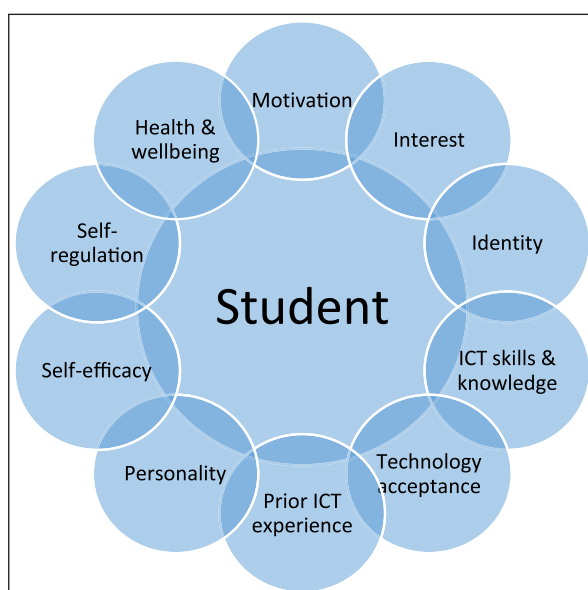 Motivation
Interest
Identity
ICT skills &
knowledge
Technology
acceptance
Prior ICT
experience
Personality
Self-efficacy
Self-
regulation
Health &
wellbeing
Student